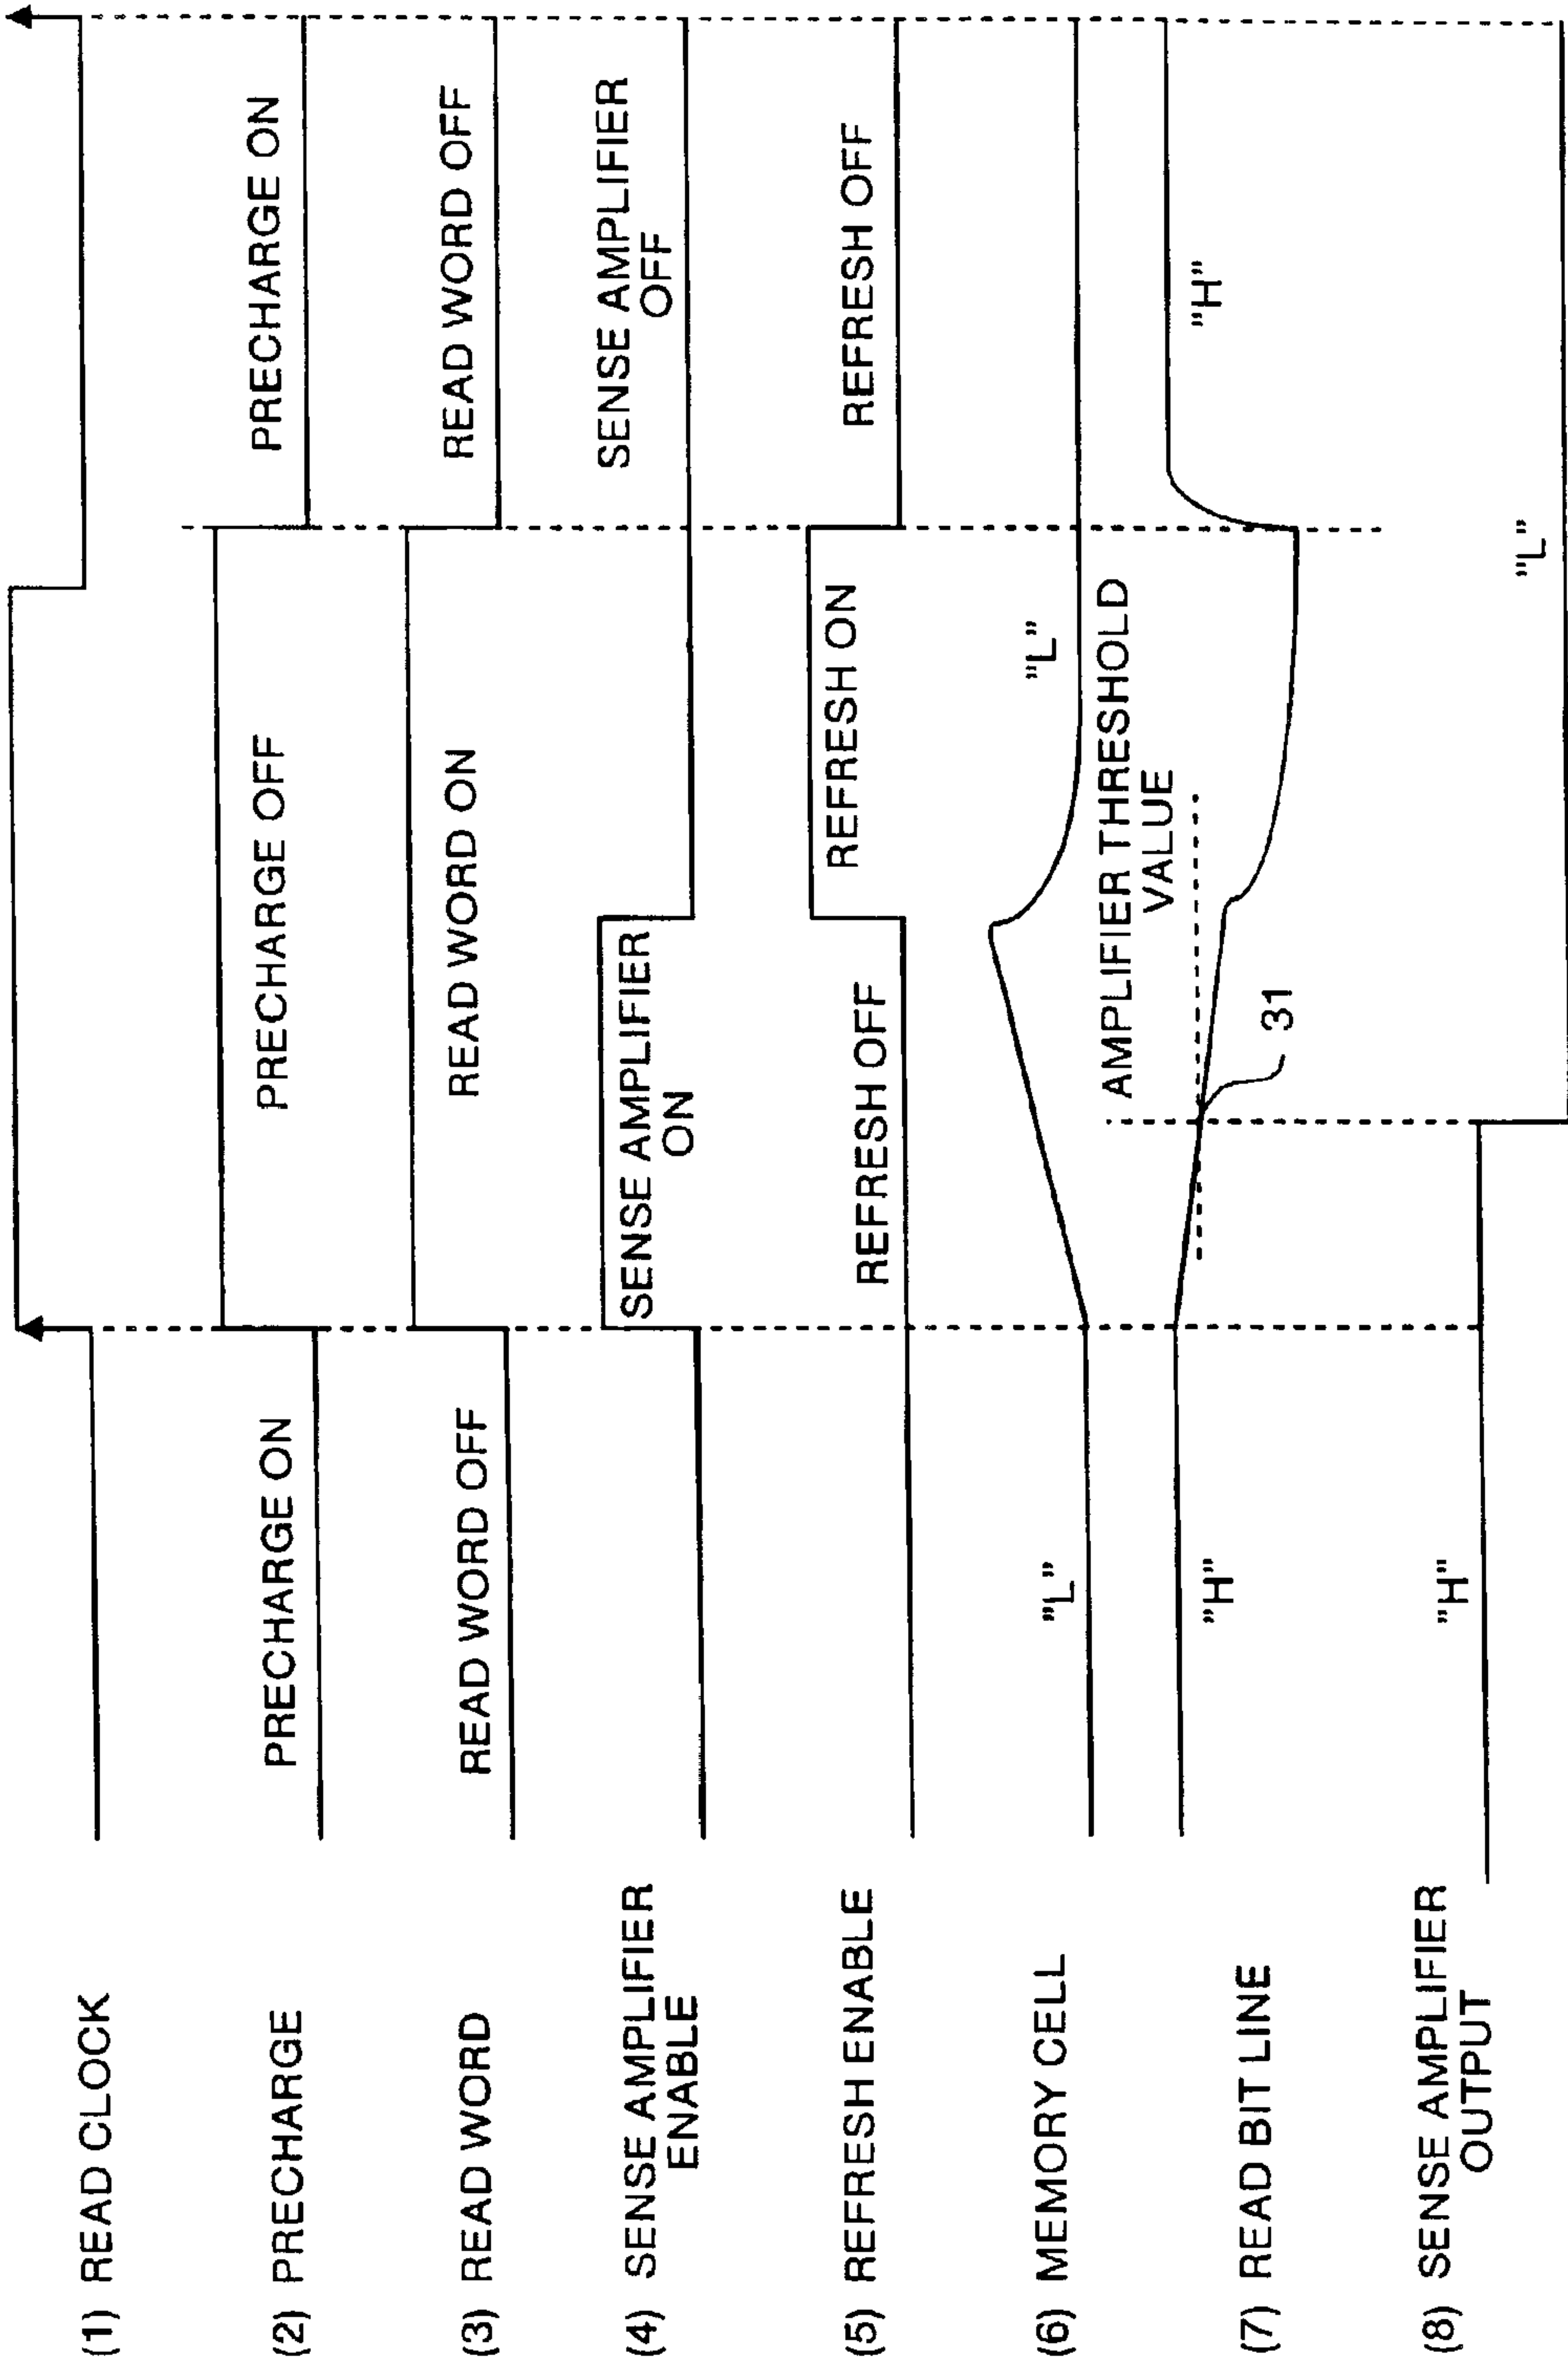 (1) READ CLOCK
(2) PRECHARGE
PRECHARGE ON
PRECHARGE OFF
PRECHARGE ON
(3) READ WORD
READ WORD OFF
READ WORD ON
READ WORD OFF
(4) SENSE AMPLIFIER
ENABLE
SENSE AMPLIFIER
ON
SENSE AMPLIFIER
OFF
(5) REFRESH ENABLE
REFRESH OFF
REFRESH ON
REFRESH OFF
(6) MEMORY CELL
"L"
"L"
(7) READ BIT LINE
"H"
AMPLIFIER THRESHOLD
VALUE
31
"H"
(8) SENSE AMPLIFIER
OUTPUT
"H"
"L"